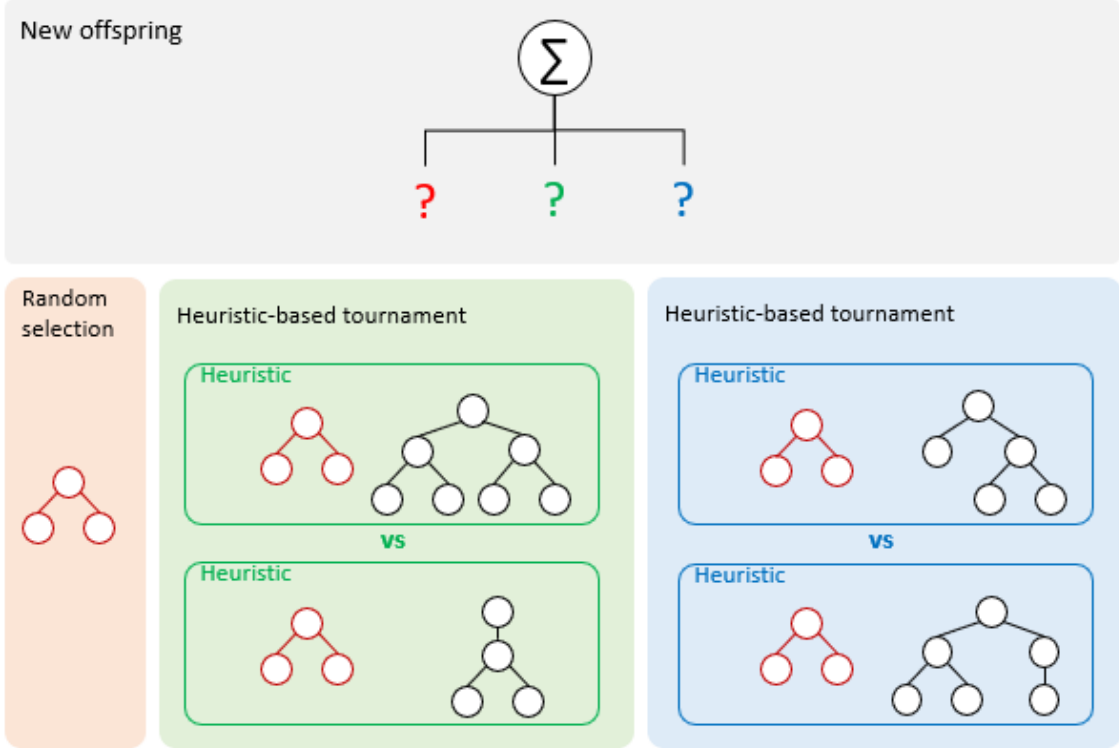 New offspring
∑
? ? ?
Random
selection
Heuristic-based tournament
Heuristic
vs
Heuristic
Heuristic-based tournament
Heuristic
vs
Heuristic